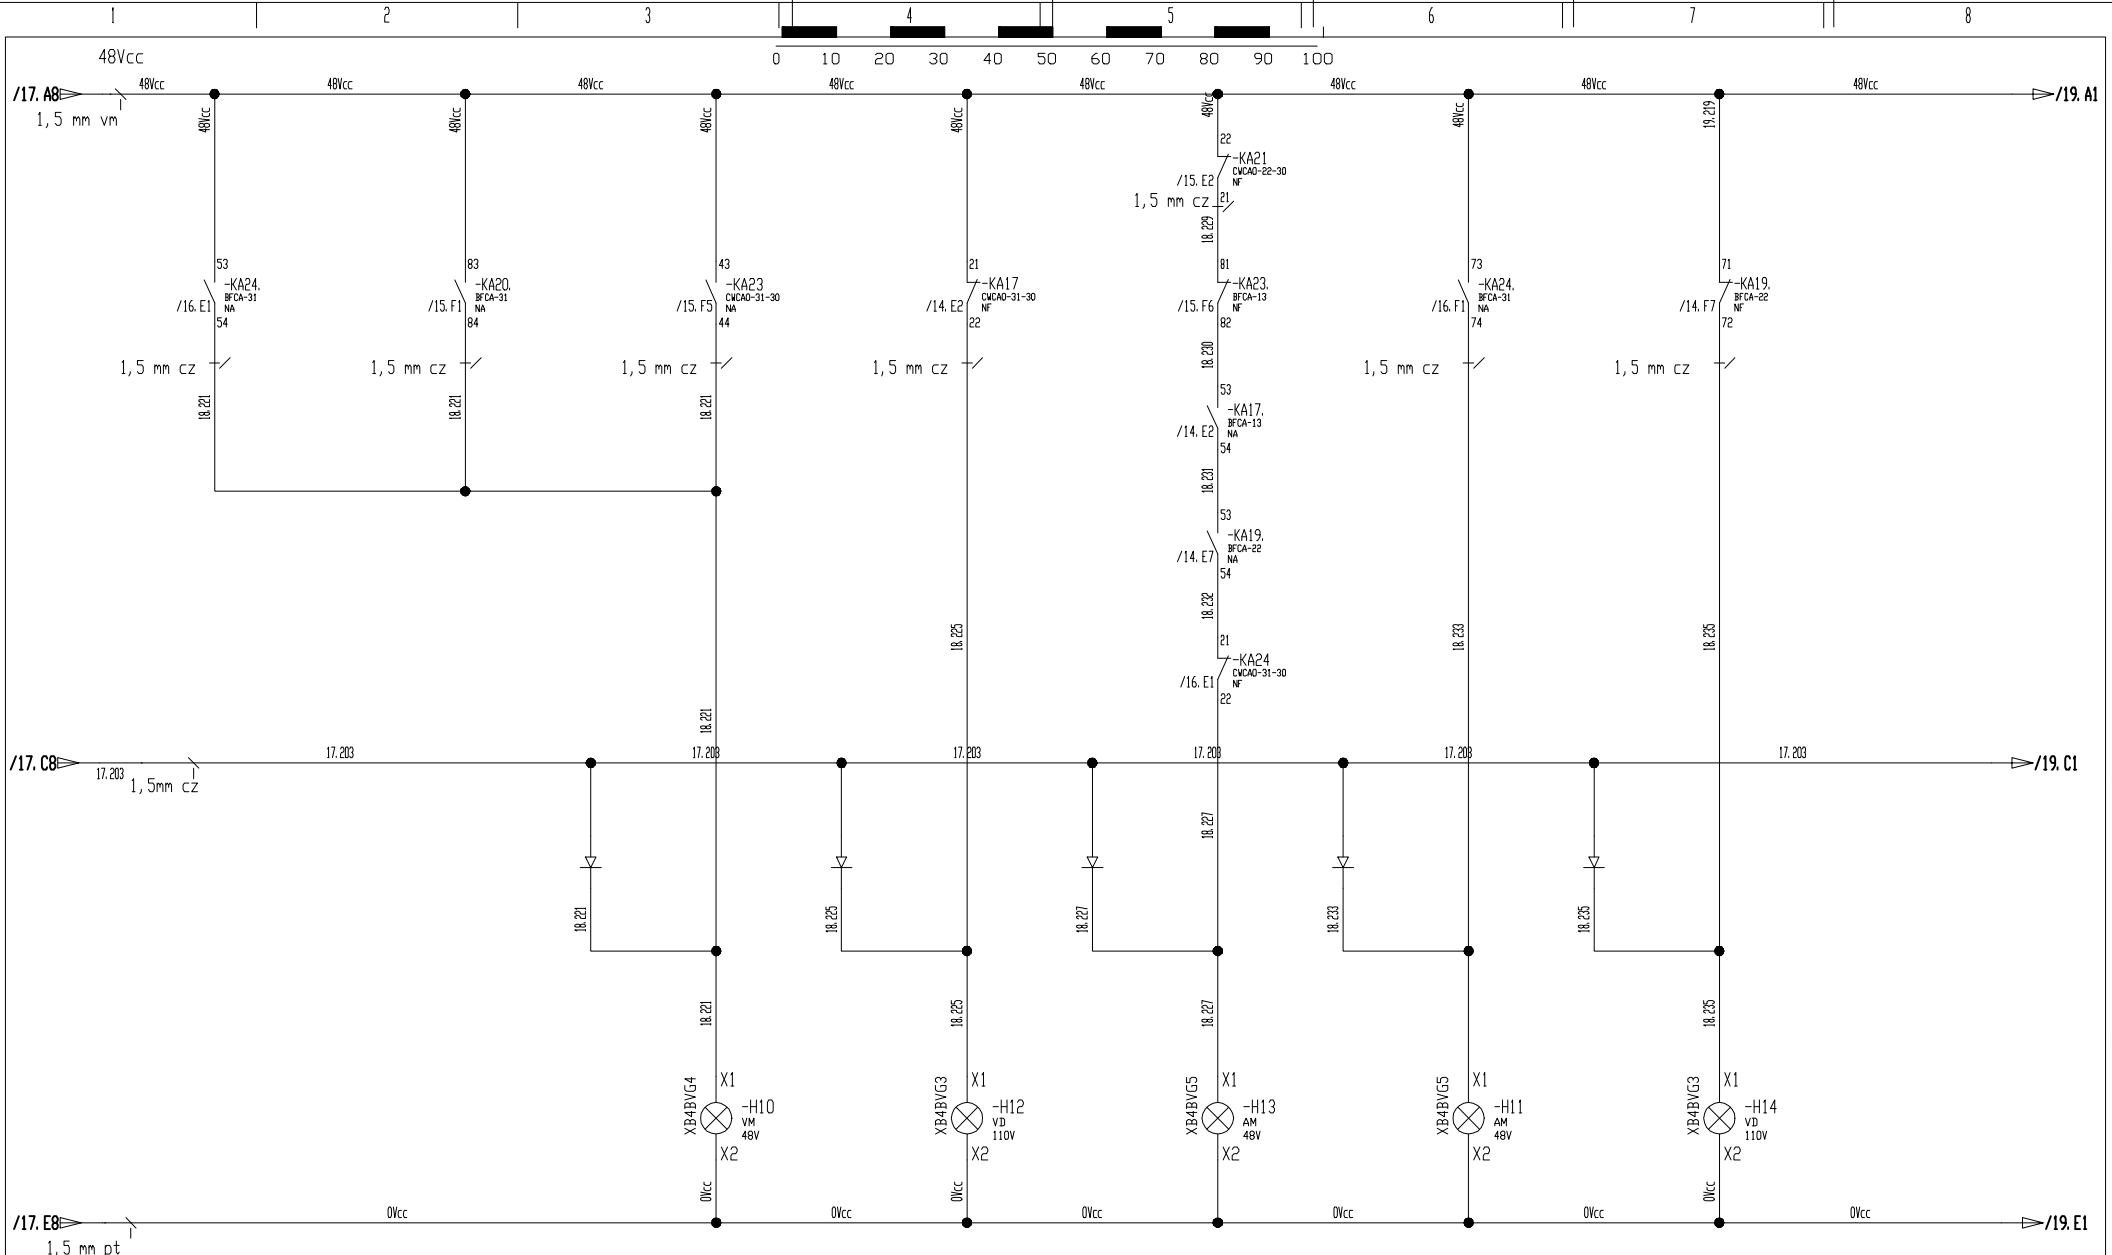 1 2 3 4 5 6 7 8
0 10 20 30 40 50 60 70 80 90 100
48Vcc
/17. A8
48Vcc 48Vcc 48Vcc 48Vcc 48Vcc 48Vcc 48Vcc 48Vcc
/19. A1
1,5 mm vm
48Vcc 48Vcc 48Vcc 48Vcc 48Vcc 48Vcc 19.219
22
-KA21
CWCA0-22-30
NF
/15. E2
21
1,5 mm cz
18.229
53
-KA24.
BFCA-31
NA
/16. E1
54
83
-KA20.
BFCA-31
NA
/15. F1
84
43
-KA23
CWCA0-31-30
NA
/15. F5
44
21
-KA17
CWCA0-31-30
NF
/14. E2
22
81
-KA23.
BFCA-13
NF
/15. F6
82
73
-KA24.
BFCA-31
NA
/16. F1
74
71
-KA19.
BFCA-22
NF
/14. F7
72
1,5 mm cz 1,5 mm cz 1,5 mm cz 1,5 mm cz 18.230 1,5 mm cz 1,5 mm cz
18.221 18.221 18.221
53
-KA17.
BFCA-13
NA
/14. E2
54
18.231
53
-KA19.
BFCA-22
NA
/14. E7
54
18.232
18.225 18.233 18.235
21
-KA24
CWCA0-31-30
NF
/16. E1
22
18.221
/17. C8
17.203 17.203 17.203 17.203 17.203 17.203 17.203
/19. C1
1,5mm cz
18.227
18.221 18.225 18.227 18.233 18.235
18.221 18.225 18.227 18.235
XB4BVG4
X1
-H10
VM
48V
X2
XB4BVG3
X1
-H12
VD
110V
X2
XB4BVG5
X1
-H13
AM
48V
X2
XB4BVG5
X1
-H11
AM
48V
X2
XB4BVG3
X1
-H14
VD
110V
X2
0Vcc 0Vcc 0Vcc
/17. E8
0Vcc 0Vcc 0Vcc 0Vcc 0Vcc 0Vcc
/19. E1
1,5 mm pt